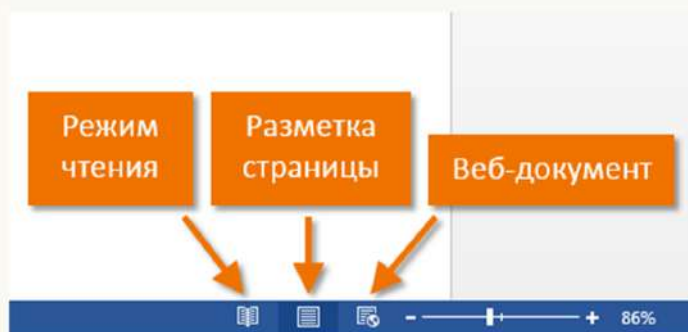 Режим
чтения
Разметка
страницы
Веб-документ
86%